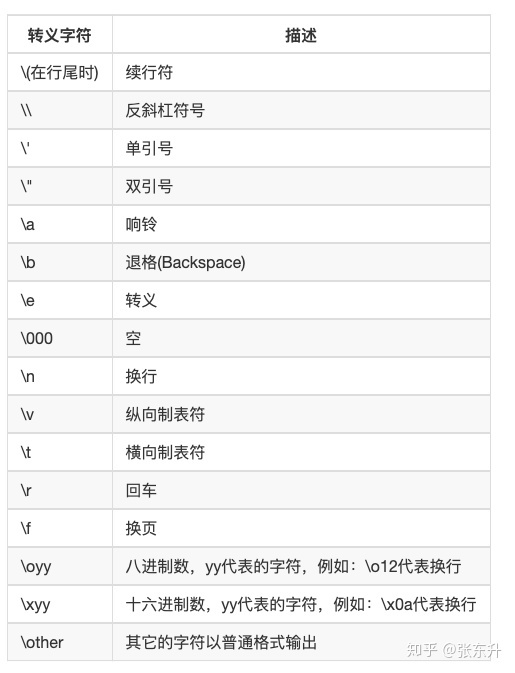 转义字符 描述
\(在行尾时) 续行符
\\ 反斜杠符号
\' 单引号
\" 双引号
\a 响铃
\b 退格(Backspace)
\e 转义
\000 空
\n 换行
\v 纵向制表符
\t 横向制表符
\r 回车
\f 换页
\oyy 八进制数，yy代表的字符，例如：\o12代表换行
\xyy 十六进制数，yy代表的字符，例如：\x0a代表换行
\other 其它的字符以普通格式输出
知乎 @张东升